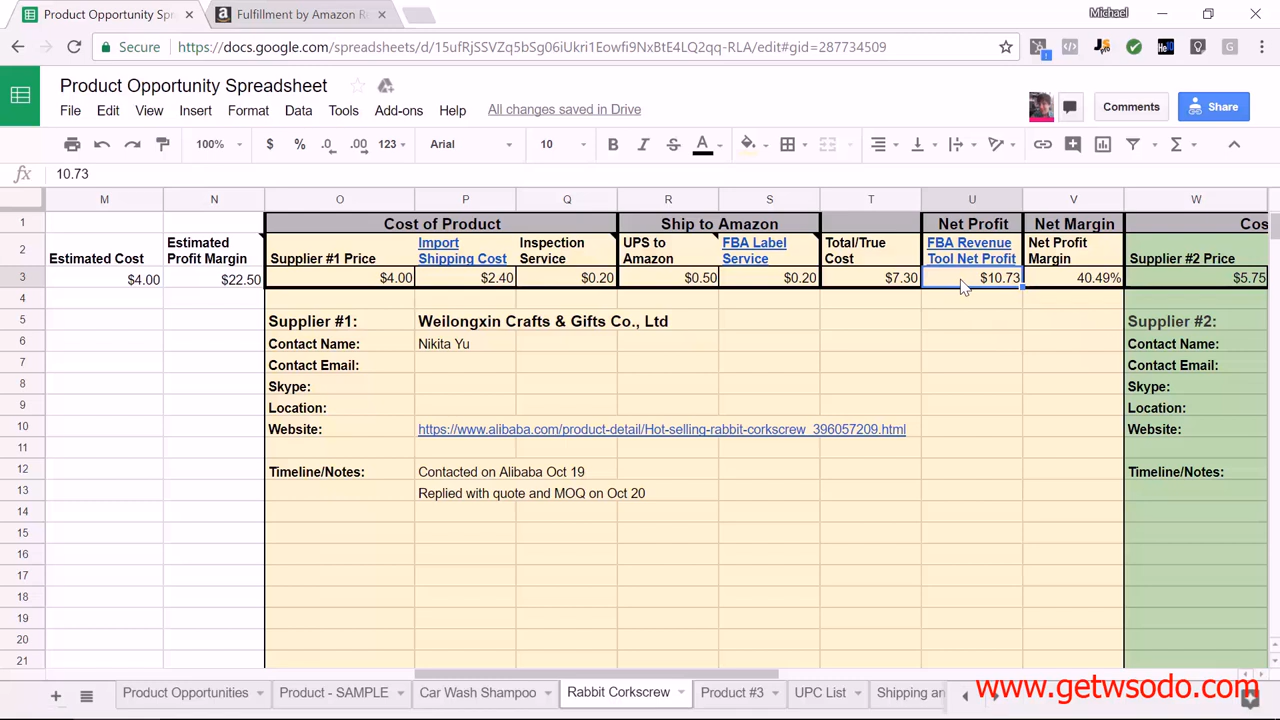 Product Opportunity Spr
Fulfillment by Amazon R
Michael
Secure
https://docs.google.com/spreadsheets/d/15ufRjSSVZq5bSg06iUkri1Eowfi9NxBtE4LQ2qq-RLA/edit#gid=287734509
Product Opportunity Spreadsheet
File Edit View Insert Format Data Tools Add-ons Help All changes saved in Drive
Comments
Share
100% $ % .0 .00 123 Arial 10 B I S A Σ
fx 10.73
M N O P Q R S T U V W
1 Cost of Product Ship to Amazon Net Profit Net Margin Cos
Estimated Import Inspection UPS to FBA Label Total/True FBA Revenue Net Profit
2 Estimated Cost Profit Margin Supplier #1 Price Shipping Cost Service Amazon Service Cost Tool Net Profit Margin Supplier #2 Price
3 $4.00 $22.50 $4.00 $2.40 $0.20 $0.50 $0.20 $7.30 $10.73 40.49% $5.75
4
5 Supplier #1: Weilongxin Crafts & Gifts Co., Ltd Supplier #2:
6 Contact Name: Nikita Yu Contact Name:
7 Contact Email: Contact Email:
8 Skype: Skype:
9 Location: Location:
10 Website: https://www.alibaba.com/product-detail/Hot-selling-rabbit-corkscrew_396057209.html Website:
11
12 Timeline/Notes: Contacted on Alibaba Oct 19 Timeline/Notes:
13 Replied with quote and MOQ on Oct 20
14
15
16
17
18
19
20
21
Product Opportunities Product - SAMPLE Car Wash Shampoo Rabbit Corkscrew Product #3 UPC List Shipping an
www.getwsodo.com